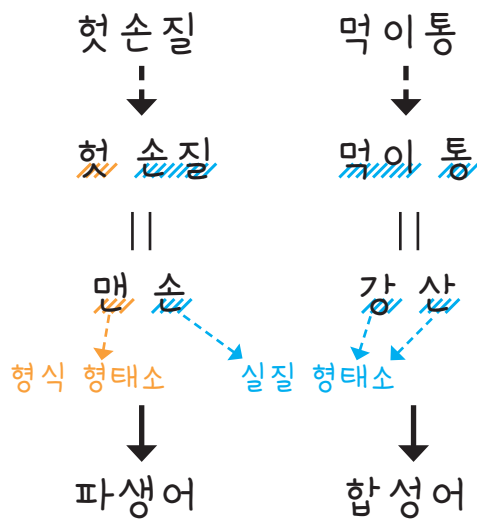 헛손질 먹이통
헛 손질 먹이 통
맨 손 강 산
형식 형태소 실질 형태소
파생어 합성어